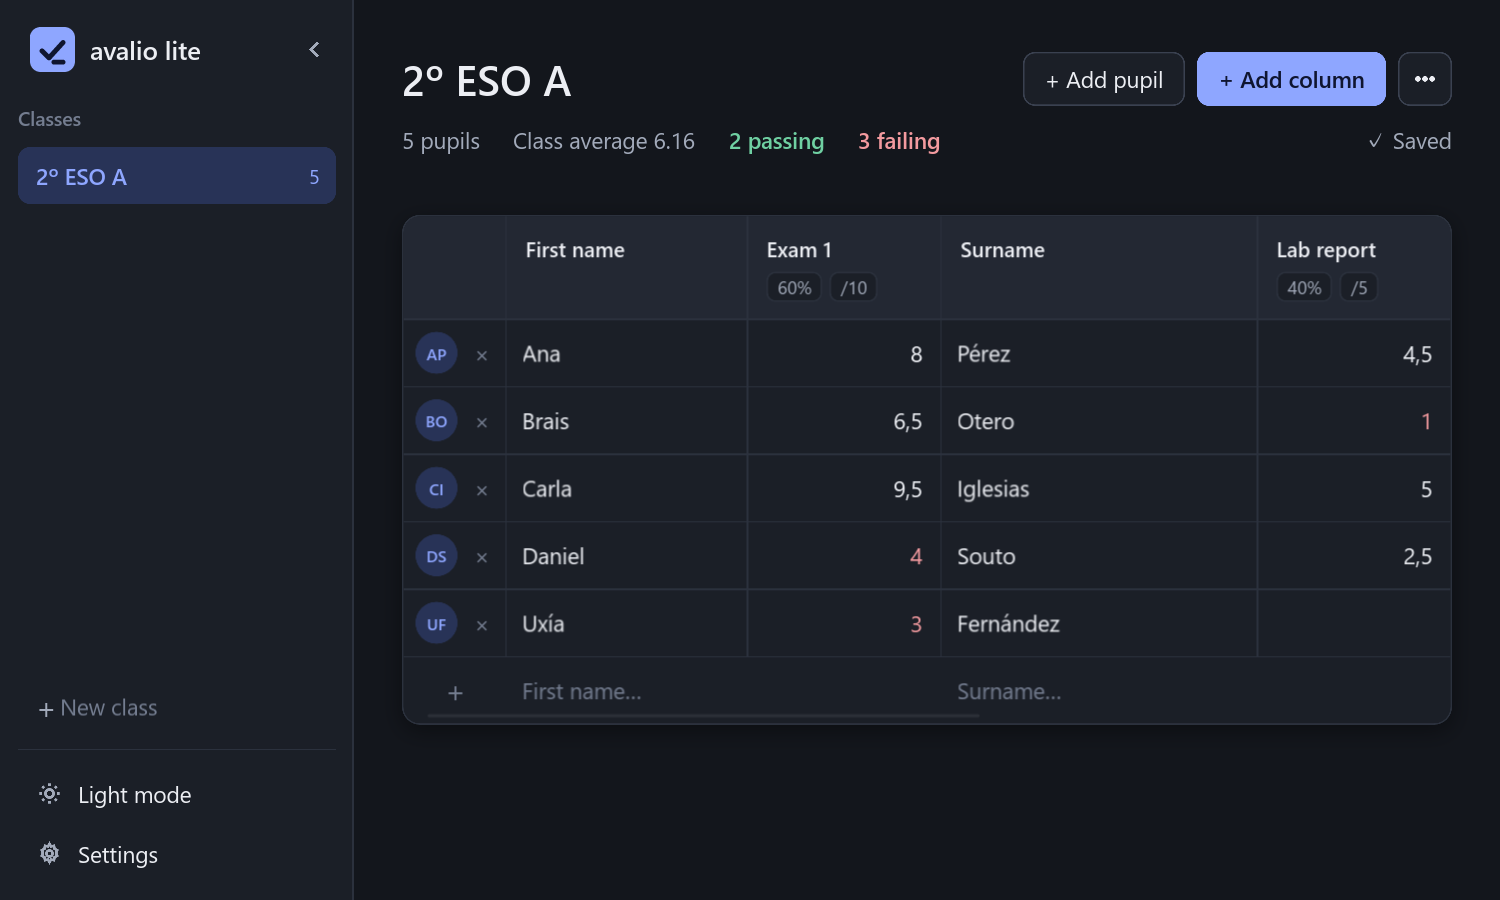 avalio lite
Classes
2º ESO A 5
+ New class
Light mode
Settings
2º ESO A
+ Add pupil
+ Add column
5 pupils Class average 6.16 2 passing 3 failing
✓ Saved
First name Exam 1 Surname Lab report
60% /10 40% /5
AP × Ana 8 Pérez 4,5
BO × Brais 6,5 Otero 1
CI × Carla 9,5 Iglesias 5
DS × Daniel 4 Souto 2,5
UF × Uxía 3 Fernández
+ First name... Surname...